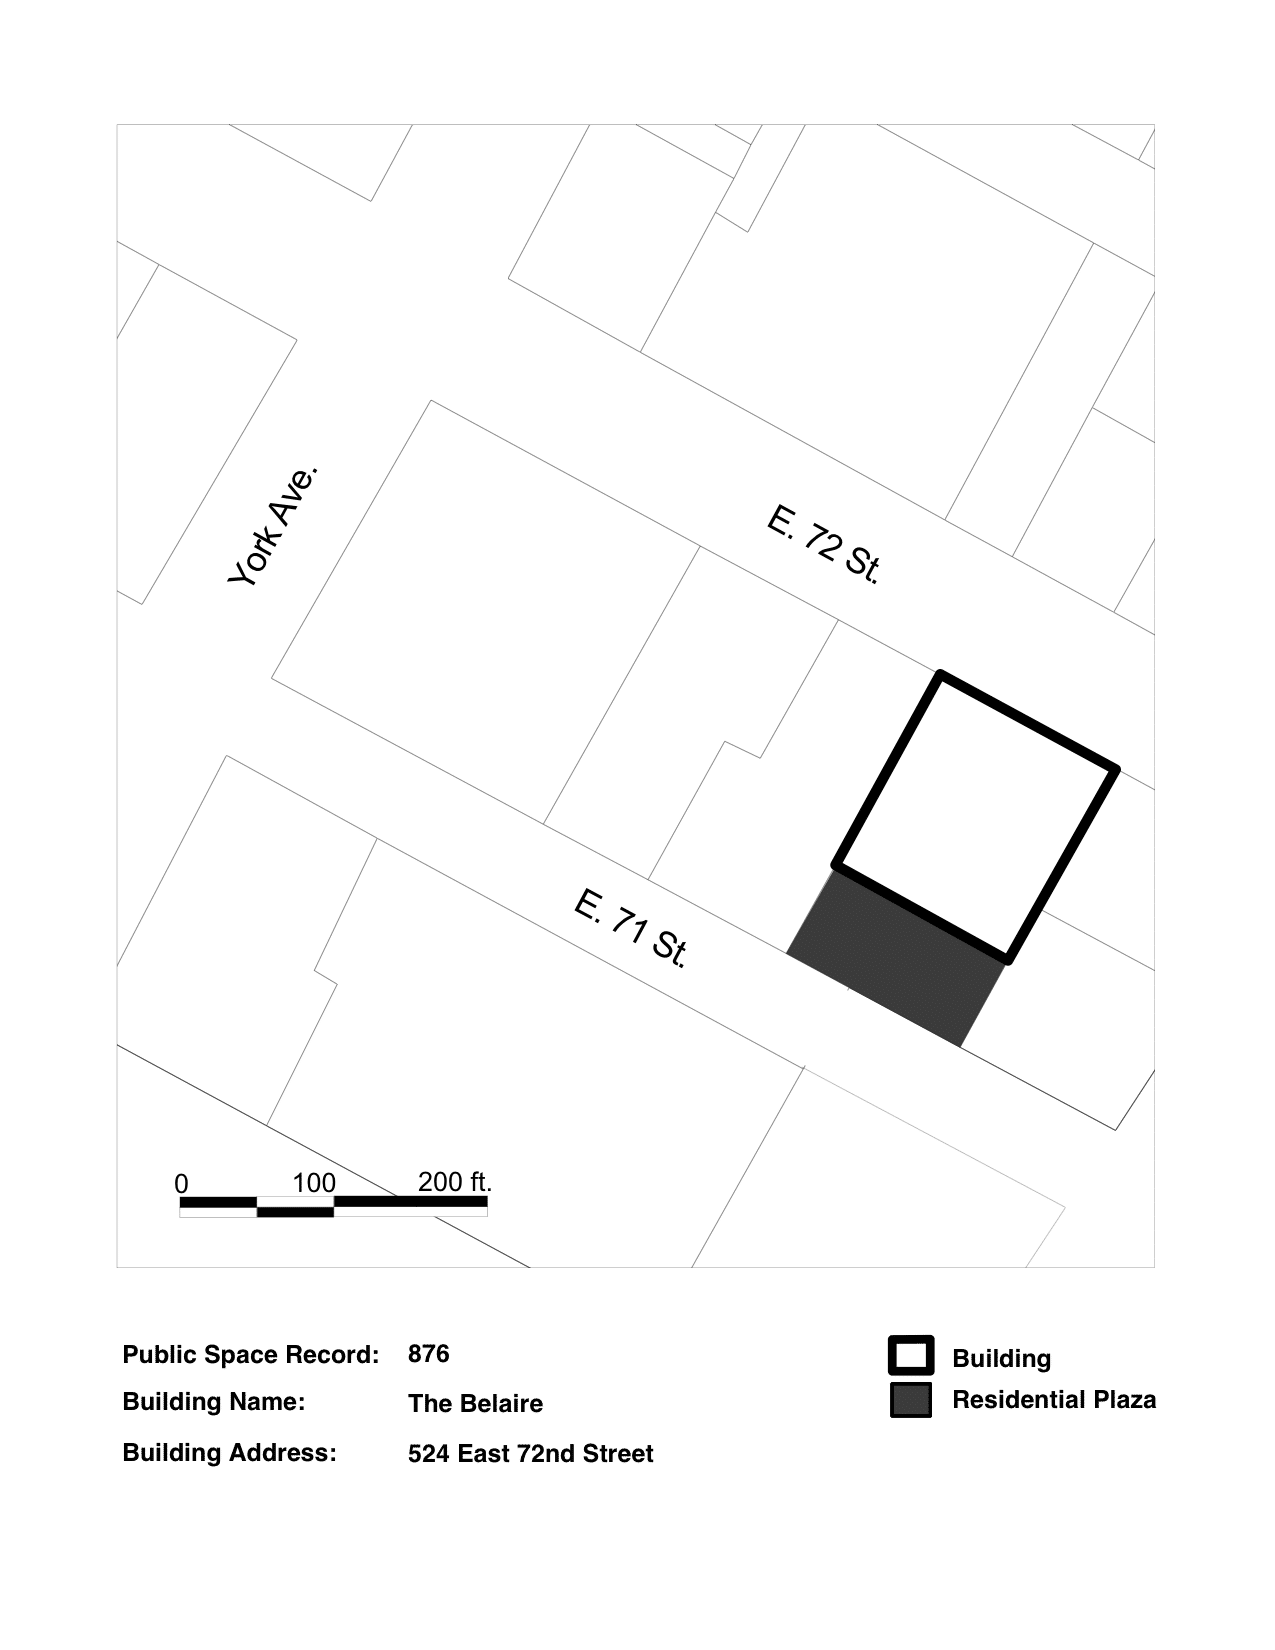 York Ave.
E. 72 St.
E. 71 St.
0 100 200 ft.
Public Space Record: 876
Building Name: The Belaire
Building Address: 524 East 72nd Street
Building
Residential Plaza